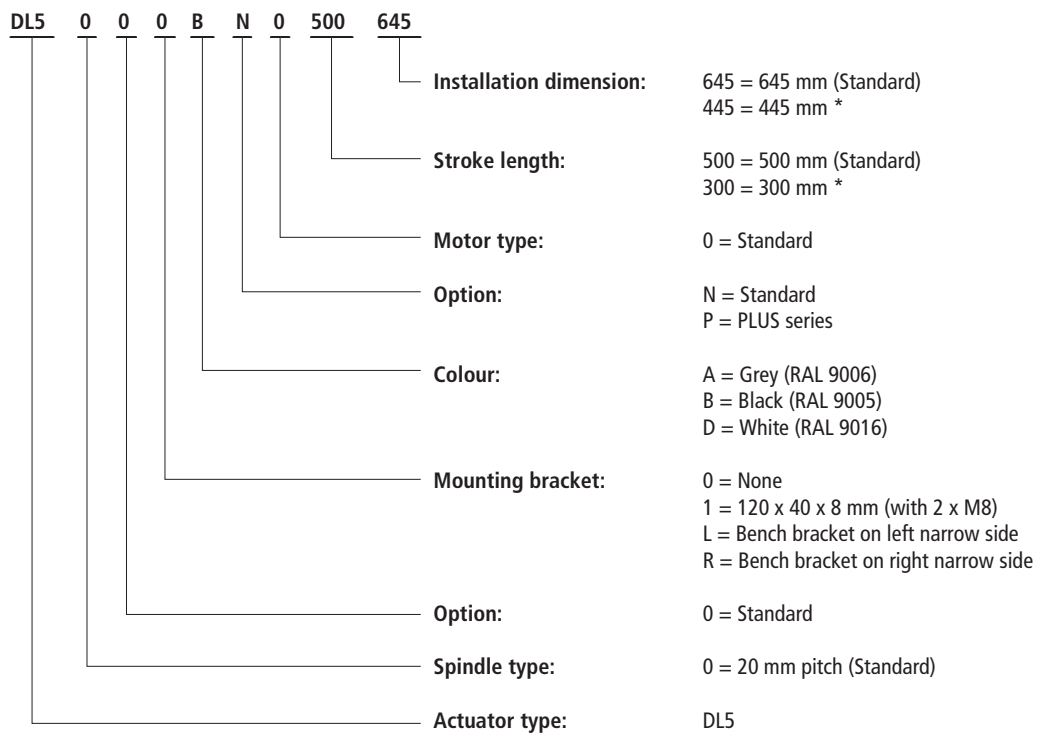 DL5 0 0 0 B N 0 500 645
Installation dimension: 645 = 645 mm (Standard)
445 = 445 mm *
Stroke length: 500 = 500 mm (Standard)
300 = 300 mm *
Motor type: 0 = Standard
Option: N = Standard
P = PLUS series
Colour: A = Grey (RAL 9006)
B = Black (RAL 9005)
D = White (RAL 9016)
Mounting bracket: 0 = None
1 = 120 x 40 x 8 mm (with 2 x M8)
L = Bench bracket on left narrow side
R = Bench bracket on right narrow side
Option: 0 = Standard
Spindle type: 0 = 20 mm pitch (Standard)
Actuator type: DL5